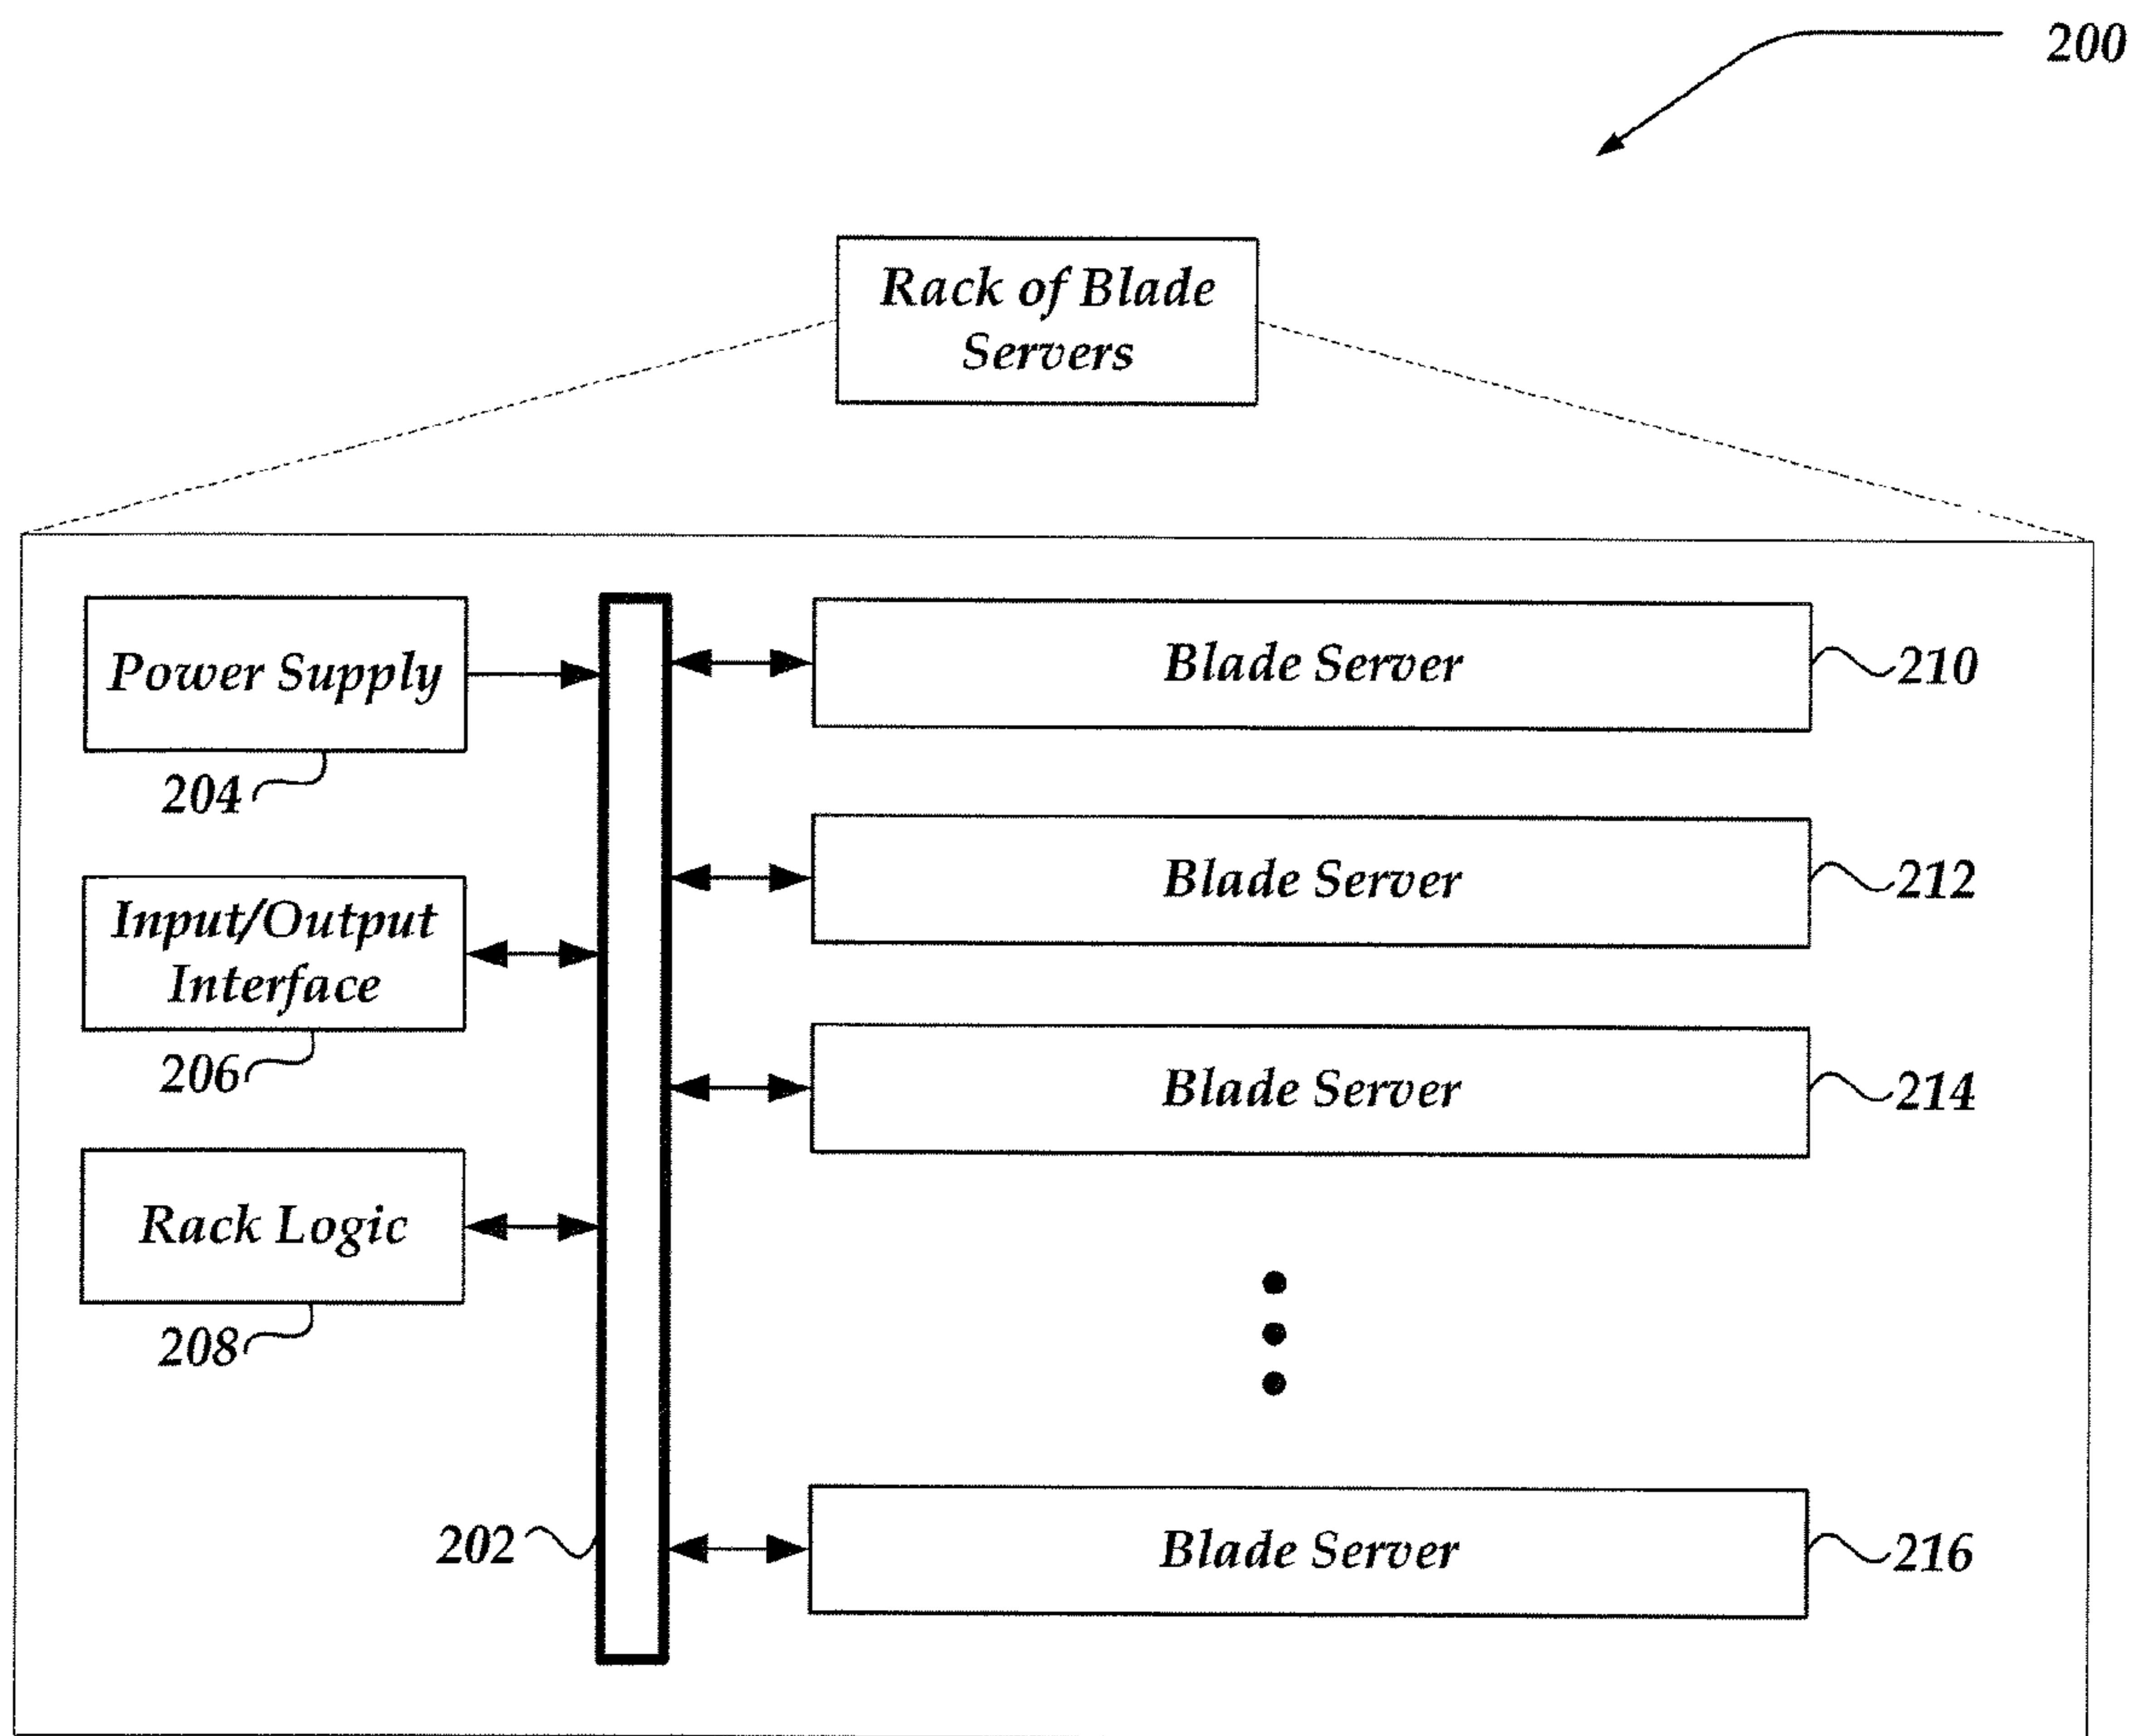 200
Rack of Blade
Servers
Power Supply
204
Input/Output
Interface
206
Rack Logic
208
202
Blade Server
210
Blade Server
212
Blade Server
214
Blade Server
216